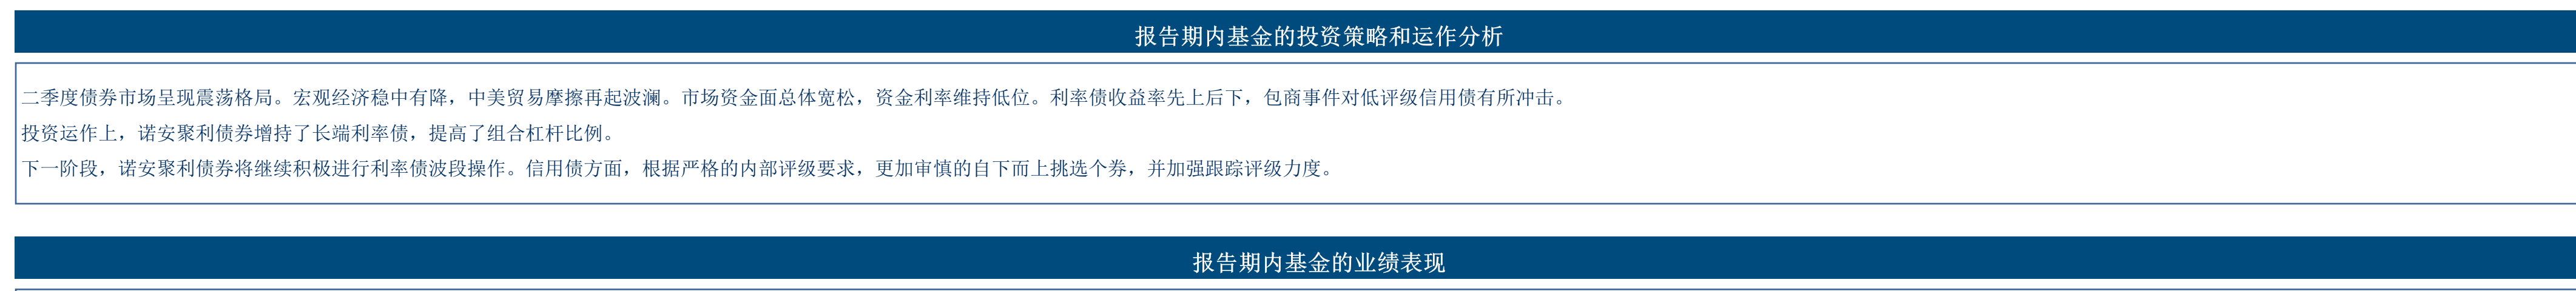 报告期内基金的投资策略和运作分析
二季度债券市场呈现震荡格局。宏观经济稳中有降，中美贸易摩擦再起波澜。市场资金面总体宽松，资金利率维持低位。利率债收益率先上后下，包商事件对低评级信用债有所冲击。
投资运作上，诺安聚利债券增持了长端利率债，提高了组合杠杆比例。
下一阶段，诺安聚利债券将继续积极进行利率债波段操作。信用债方面，根据严格的内部评级要求，更加审慎的自下而上挑选个券，并加强跟踪评级力度。
报告期内基金的业绩表现